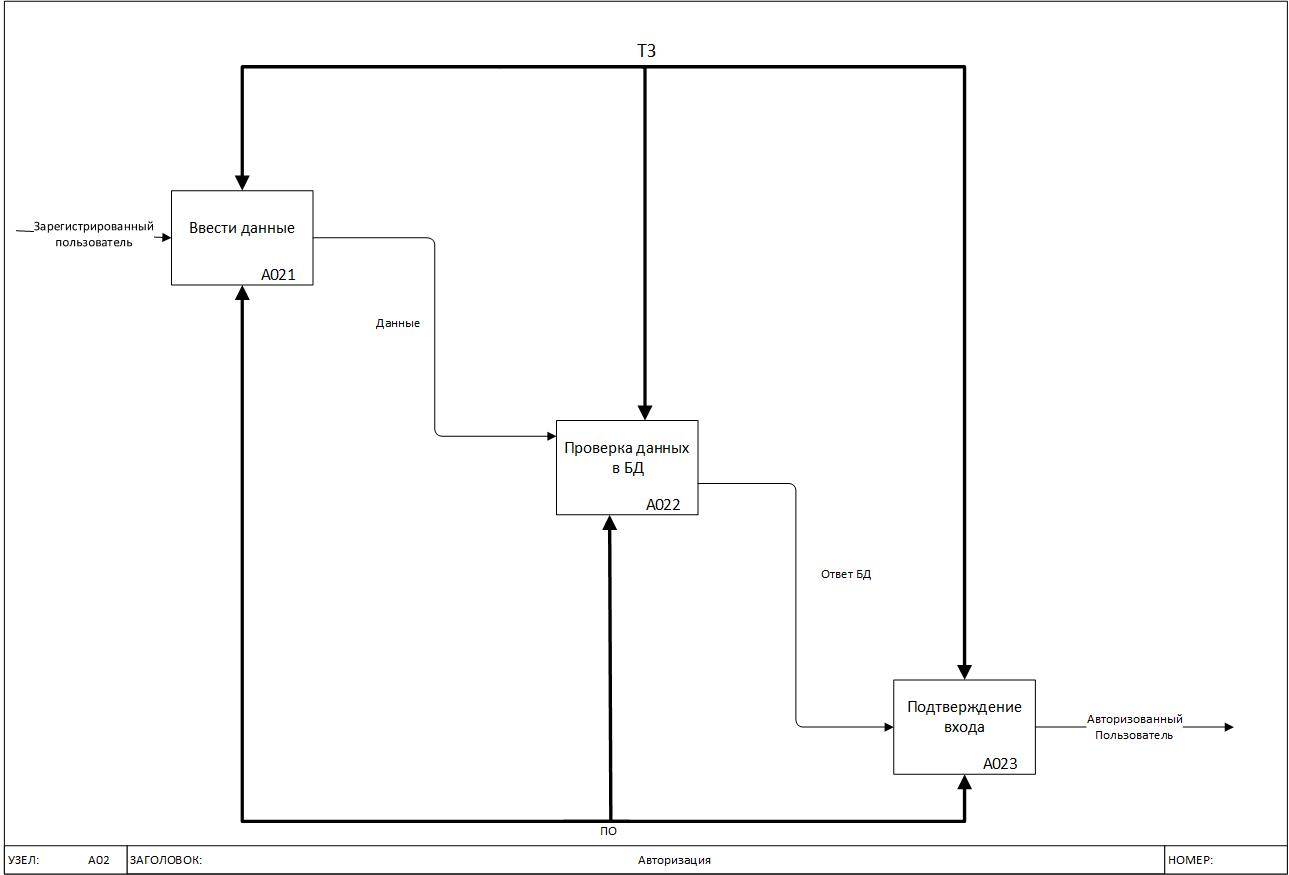 ТЗ
Зарегистрированный
пользователь
Ввести данные
А021
Данные
Проверка данных
в БД
А022
Ответ БД
Подтверждение
входа
А023
Авторизованный
Пользователь
ПО
УЗЕЛ: А02 ЗАГОЛОВОК: Авторизация НОМЕР: